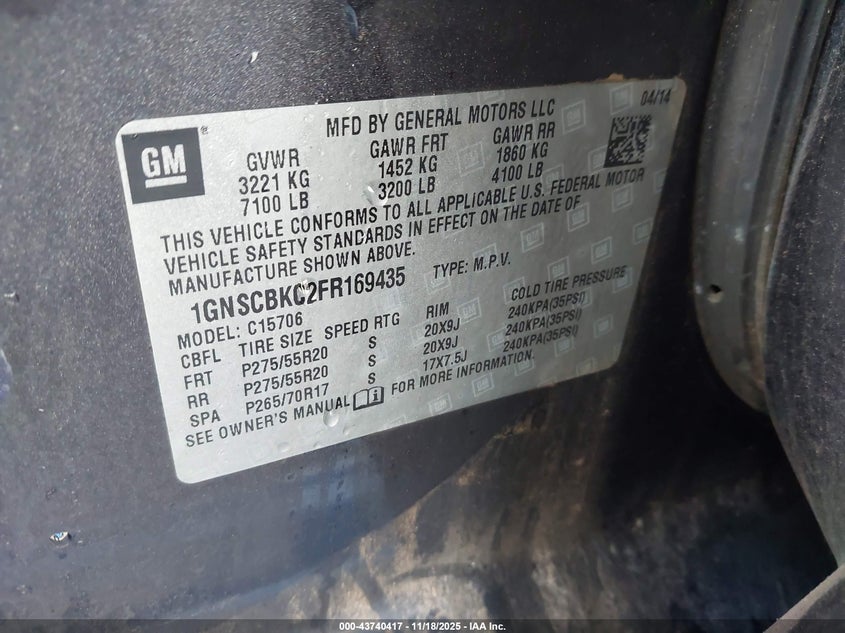 GM ®
MFD BY GENERAL MOTORS LLC 04/14
GVWR GAWR FRT GAWR RR
3221 KG 1452 KG 1860 KG
7100 LB 3200 LB 4100 LB
THIS VEHICLE CONFORMS TO ALL APPLICABLE U.S. FEDERAL MOTOR
VEHICLE SAFETY STANDARDS IN EFFECT ON THE DATE OF
MANUFACTURE SHOWN ABOVE.
1GNSCBKC2FR169435 TYPE: M.P.V.
MODEL: C15706
CBFL TIRE SIZE SPEED RTG RIM COLD TIRE PRESSURE
FRT P275/55R20 S 20X9J 240KPA(35PSI)
RR P275/55R20 S 20X9J 240KPA(35PSI)
SPA P265/70R17 S 17X7.5J 240KPA(35PSI)
SEE OWNER'S MANUAL i FOR MORE INFORMATION.
000-43740417 - 11/18/2025 - IAA Inc.